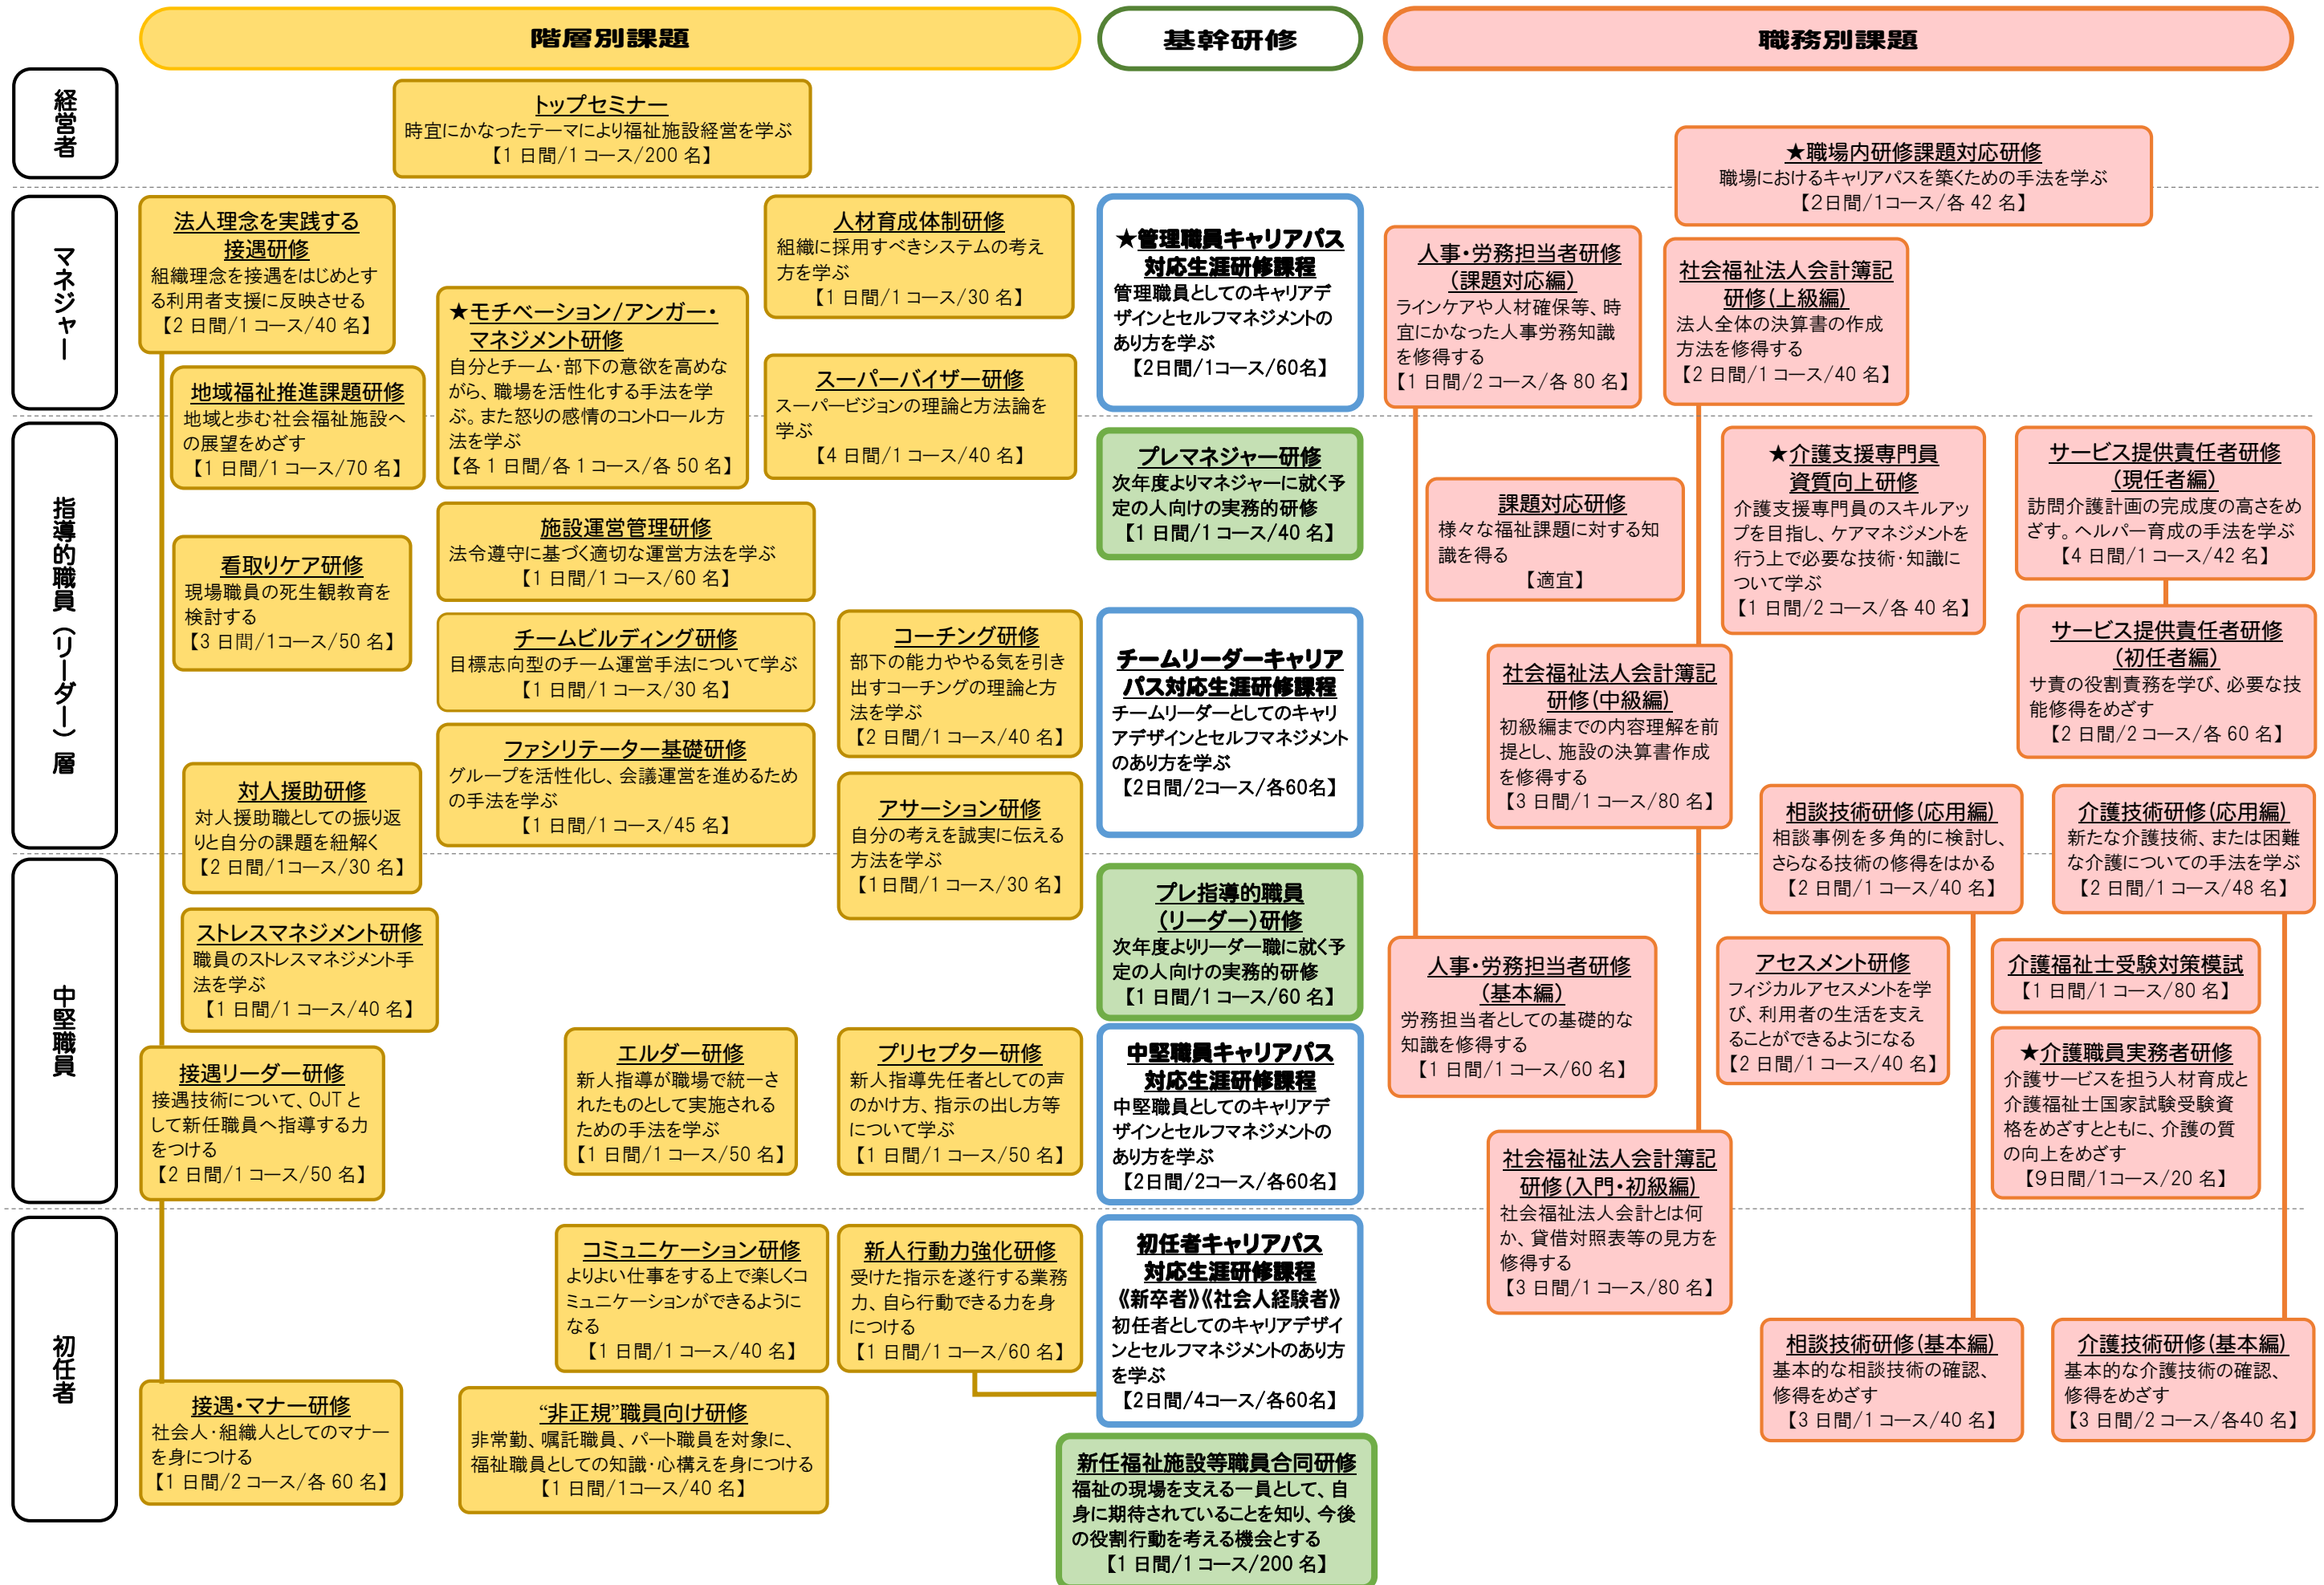 階層別課題
基幹研修
職務別課題
経営者
トップセミナー
時宜にかなったテーマにより福祉施設経営を学ぶ
【1 日間/1 コース/200 名】
★職場内研修課題対応研修
職場におけるキャリアパスを築くための手法を学ぶ
【2日間/1コース/各 42 名】
マネジャー
法人理念を実践する
接遇研修
組織理念を接遇をはじめとす
る利用者支援に反映させる
【2 日間/1 コース/40 名】
地域福祉推進課題研修
地域と歩む社会福祉施設へ
の展望をめざす
【1 日間/1 コース/70 名】
★モチベーション/アンガー・
マネジメント研修
自分とチーム・部下の意欲を高めな
がら、職場を活性化する手法を学
ぶ。また怒りの感情のコントロール方
法を学ぶ
【各 1 日間/各 1 コース/各 50 名】
人材育成体制研修
組織に採用すべきシステムの考え
方を学ぶ
【1 日間/1 コース/30 名】
スーパーバイザー研修
スーパービジョンの理論と方法論を
学ぶ
【4 日間/1 コース/40 名】
★管理職員キャリアパス
対応生涯研修課程
管理職員としてのキャリアデ
ザインとセルフマネジメントの
あり方を学ぶ
【2日間/1コース/60名】
人事・労務担当者研修
（課題対応編）
ラインケアや人材確保等、時
宜にかなった人事労務知識
を修得する
【1 日間/2 コース/各 80 名】
社会福祉法人会計簿記
研修（上級編）
法人全体の決算書の作成
方法を修得する
【2 日間/1 コース/40 名】
指導的職員（リーダー）層
看取りケア研修
現場職員の死生観教育を
検討する
【3 日間/1コース/50 名】
対人援助研修
対人援助職としての振り返
りと自分の課題を紐解く
【2 日間/1コース/30 名】
施設運営管理研修
法令遵守に基づく適切な運営方法を学ぶ
【1 日間/1 コース/60 名】
チームビルディング研修
目標志向型のチーム運営手法について学ぶ
【1 日間/1 コース/30 名】
ファシリテーター基礎研修
グループを活性化し、会議運営を進めるため
の手法を学ぶ
【1 日間/1 コース/45 名】
コーチング研修
部下の能力ややる気を引き
出すコーチングの理論と方
法を学ぶ
【2 日間/1 コース/40 名】
アサーション研修
自分の考えを誠実に伝える
方法を学ぶ
【1日間/1 コース/30 名】
プレマネジャー研修
次年度よりマネジャーに就く予
定の人向けの実務的研修
【1 日間/1 コース/40 名】
チームリーダーキャリア
パス対応生涯研修課程
チームリーダーとしてのキャリ
アデザインとセルフマネジメント
のあり方を学ぶ
【2日間/2コース/各60名】
課題対応研修
様々な福祉課題に対する知
識を得る
【適宜】
社会福祉法人会計簿記
研修（中級編）
初級編までの内容理解を前
提とし、施設の決算書作成
を修得する
【3 日間/1 コース/80 名】
★介護支援専門員
資質向上研修
介護支援専門員のスキルアッ
プを目指し、ケアマネジメントを
行う上で必要な技術・知識に
ついて学ぶ
【1 日間/2 コース/各 40 名】
サービス提供責任者研修
（現任者編）
訪問介護計画の完成度の高さをめ
ざす。ヘルパー育成の手法を学ぶ
【4 日間/1 コース/42 名】
サービス提供責任者研修
（初任者編）
サ責の役割責務を学び、必要な技
能修得をめざす
【2 日間/2 コース/各 60 名】
相談技術研修（応用編）
相談事例を多角的に検討し、
さらなる技術の修得をはかる
【2 日間/1 コース/40 名】
介護技術研修（応用編）
新たな介護技術、または困難
な介護についての手法を学ぶ
【2 日間/1 コース/48 名】
中堅職員
ストレスマネジメント研修
職員のストレスマネジメント手
法を学ぶ
【1 日間/1 コース/40 名】
接遇リーダー研修
接遇技術について、OJT と
して新任職員へ指導する力
をつける
【2 日間/1 コース/50 名】
エルダー研修
新人指導が職場で統一さ
れたものとして実施される
ための手法を学ぶ
【1 日間/1 コース/50 名】
プリセプター研修
新人指導先任者としての声
のかけ方、指示の出し方等
について学ぶ
【1 日間/1 コース/50 名】
プレ指導的職員
（リーダー）研修
次年度よりリーダー職に就く予
定の人向けの実務的研修
【1 日間/1 コース/60 名】
中堅職員キャリアパス
対応生涯研修課程
中堅職員としてのキャリアデ
ザインとセルフマネジメントの
あり方を学ぶ
【2日間/2コース/各60名】
人事・労務担当者研修
（基本編）
労務担当者としての基礎的な
知識を修得する
【1 日間/1 コース/60 名】
社会福祉法人会計簿記
研修（入門・初級編）
社会福祉法人会計とは何
か、貸借対照表等の見方を
修得する
【3 日間/1 コース/80 名】
アセスメント研修
フィジカルアセスメントを学
び、利用者の生活を支え
ることができるようになる
【2 日間/1 コース/40 名】
介護福祉士受験対策模試
【1 日間/1 コース/80 名】
★介護職員実務者研修
介護サービスを担う人材育成と
介護福祉士国家試験受験資
格をめざすとともに、介護の質
の向上をめざす
【9日間/1コース/20 名】
初任者
接遇・マナー研修
社会人・組織人としてのマナー
を身につける
【1 日間/2 コース/各 60 名】
コミュニケーション研修
よりよい仕事をする上で楽しくコ
ミュニケーションができるように
なる
【1 日間/1 コース/40 名】
“非正規”職員向け研修
非常勤、嘱託職員、パート職員を対象に、
福祉職員としての知識・心構えを身につける
【1 日間/1コース/40 名】
新人行動力強化研修
受けた指示を遂行する業務
力、自ら行動できる力を身
につける
【1 日間/1 コース/60 名】
初任者キャリアパス
対応生涯研修課程
《新卒者》《社会人経験者》
初任者としてのキャリアデザイ
ンとセルフマネジメントのあり方
を学ぶ
【2日間/4コース/各60名】
新任福祉施設等職員合同研修
福祉の現場を支える一員として、自
身に期待されていることを知り、今後
の役割行動を考える機会とする
【1 日間/1 コース/200 名】
相談技術研修（基本編）
基本的な相談技術の確認、
修得をめざす
【3 日間/1 コース/40 名】
介護技術研修（基本編）
基本的な介護技術の確認、
修得をめざす
【3 日間/2 コース/各40 名】